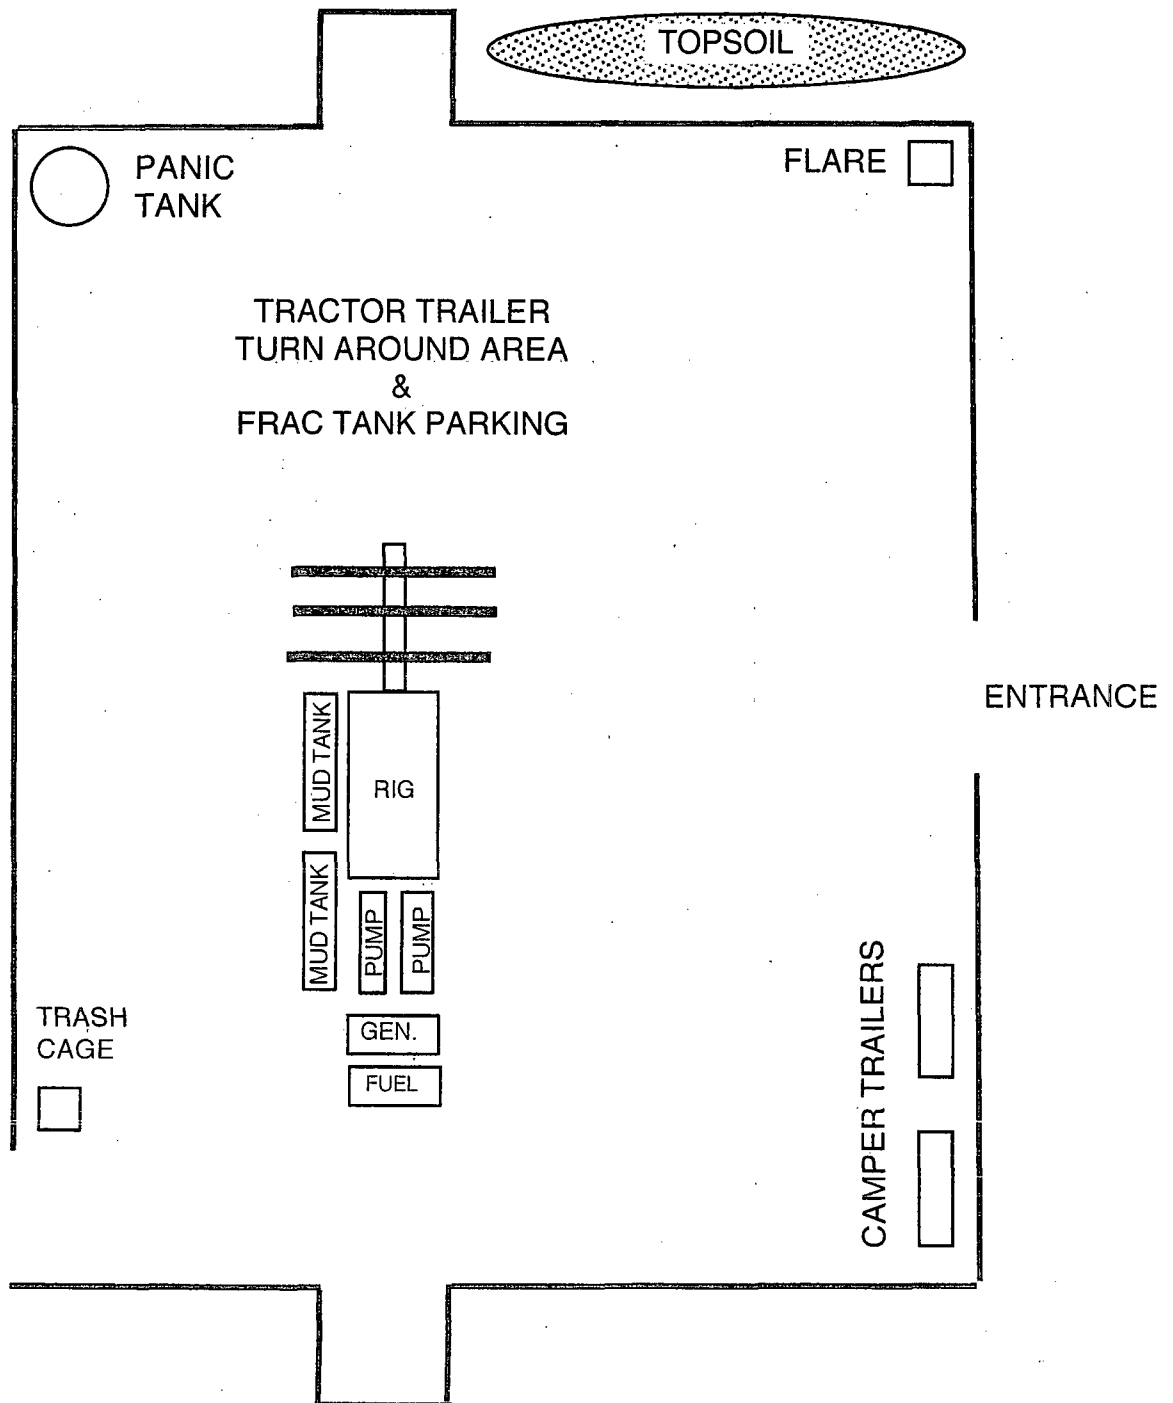 TOPSOIL
FLARE
PANIC
TANK
TRACTOR TRAILER
TURN AROUND AREA
&
FRAC TANK PARKING
ENTRANCE
MUD TANK
RIG
MUD TANK
PUMP
PUMP
CAMPER TRAILERS
TRASH
CAGE
GEN.
FUEL